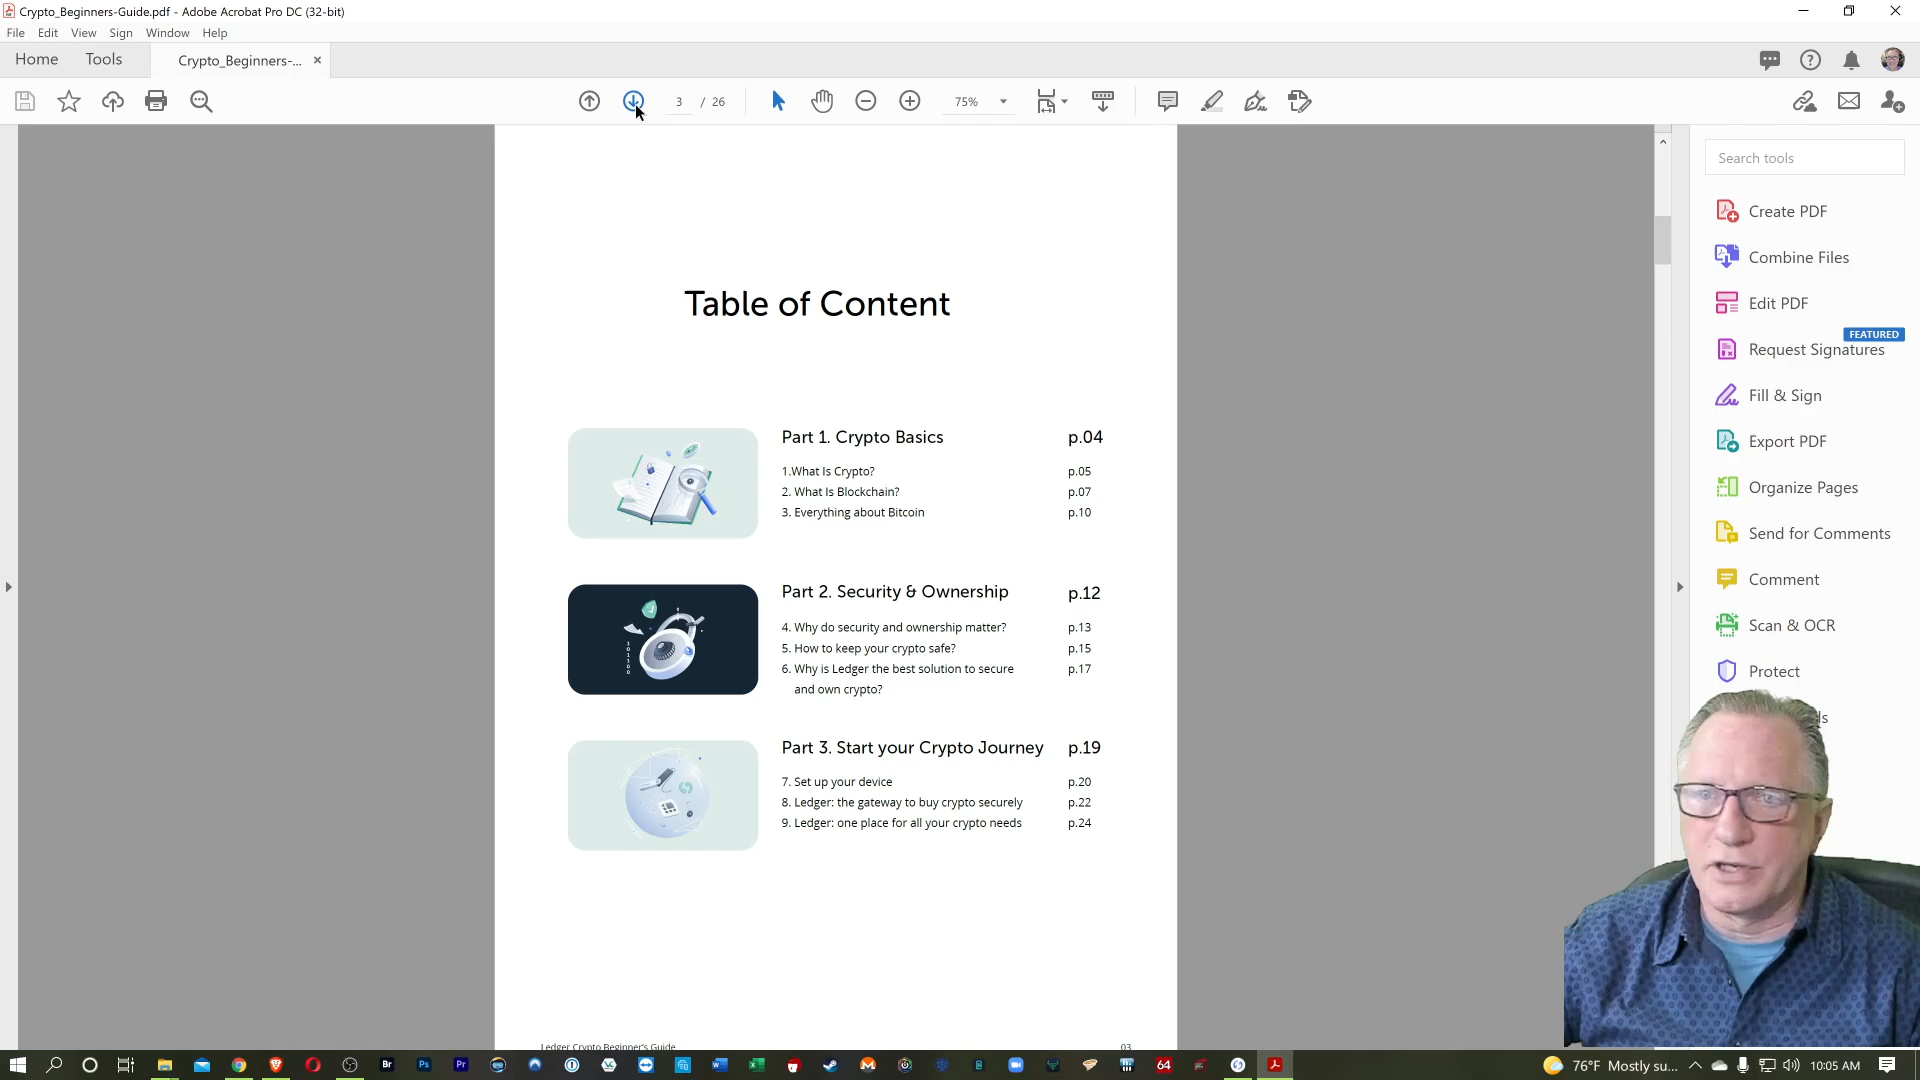 Crypto_Beginners-Guide.pdf - Adobe Acrobat Pro DC (32-bit)
File Edit View Sign Window Help
Home Tools Crypto_Beginners-... ×
3 / 26 75%
Search tools
Create PDF
Combine Files
Edit PDF
FEATURED
Request Signatures
Fill & Sign
Export PDF
Organize Pages
Send for Comments
Comment
Scan & OCR
Protect
Table of Content
Part 1. Crypto Basics p.04
1.What Is Crypto? p.05
2. What Is Blockchain? p.07
3. Everything about Bitcoin p.10
Part 2. Security & Ownership p.12
4. Why do security and ownership matter? p.13
5. How to keep your crypto safe? p.15
6. Why is Ledger the best solution to secure p.17
and own crypto?
Part 3. Start your Crypto Journey p.19
7. Set up your device p.20
8. Ledger: the gateway to buy crypto securely p.22
9. Ledger: one place for all your crypto needs p.24
Ledger Crypto Beginner's Guide 03
Br Ps Pr 64 76°F Mostly su... 10:05 AM